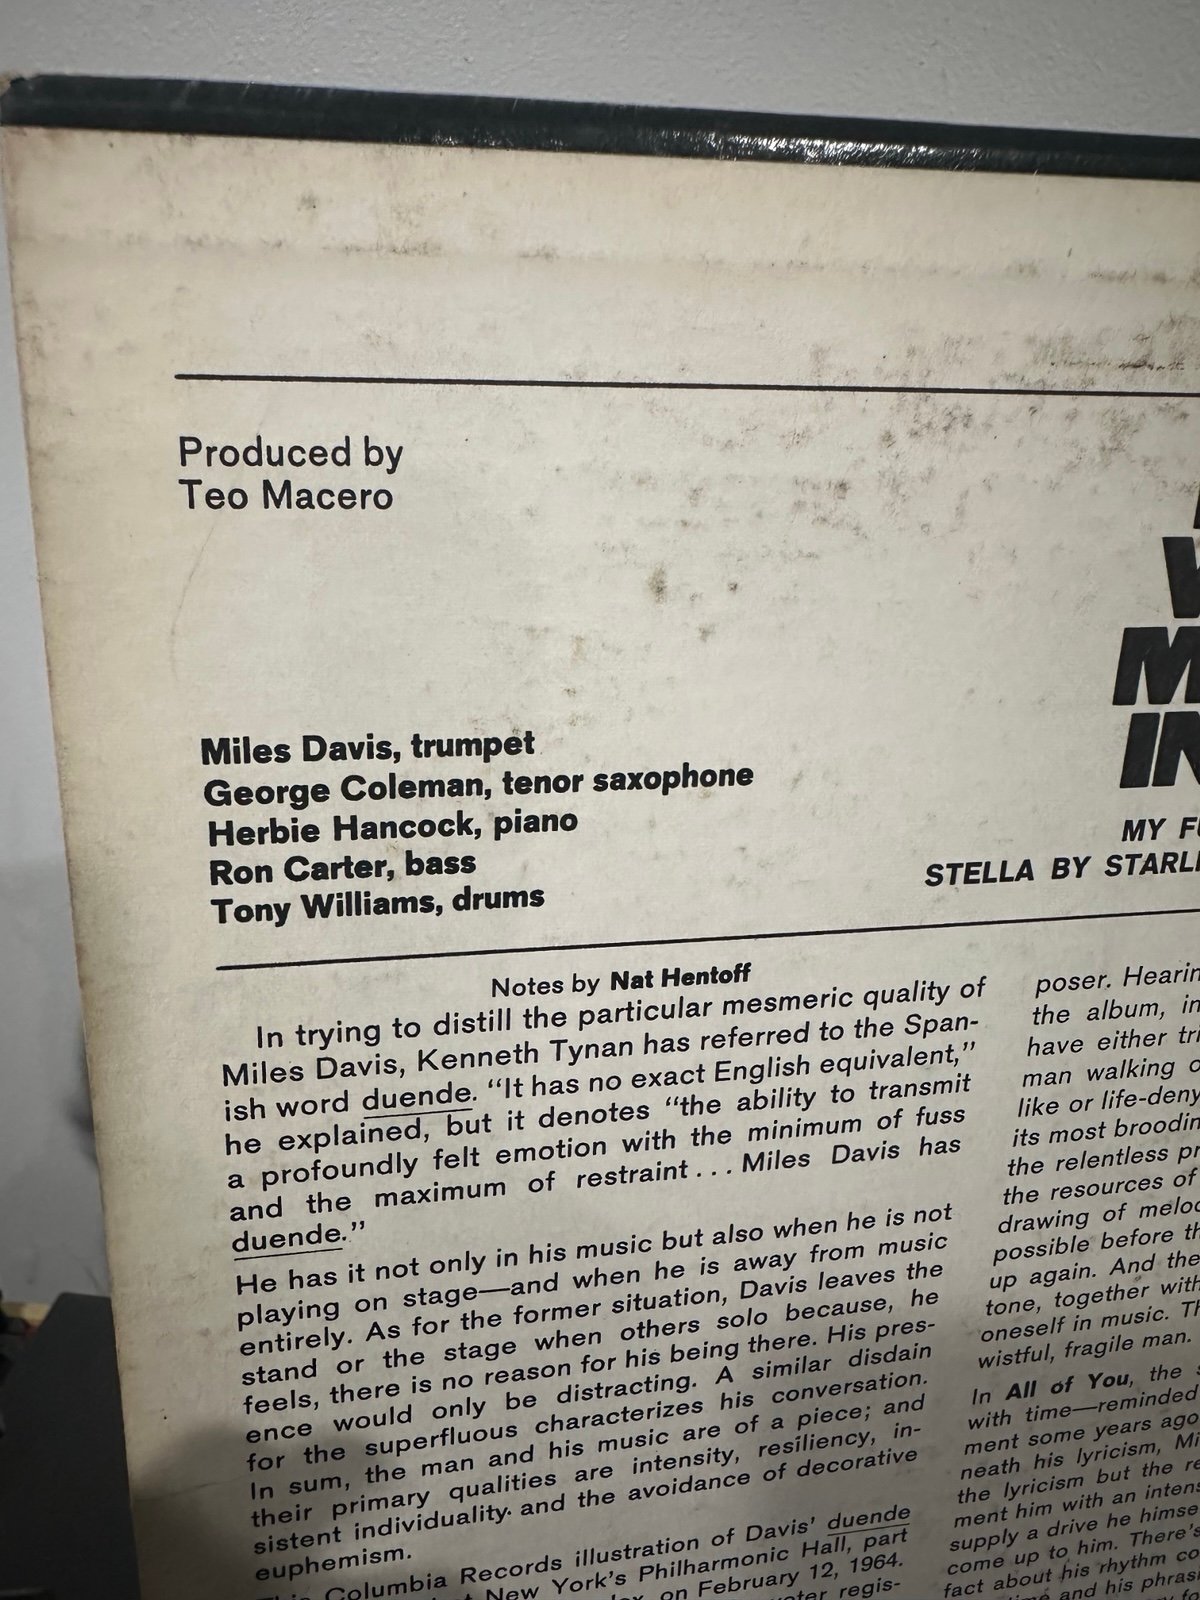 Produced by
Teo Macero
Miles Davis, trumpet
George Coleman, tenor saxophone
Herbie Hancock, piano
Ron Carter, bass
Tony Williams, drums
M
IN
MY
STELLA BY
Notes by Nat Hentoff
In trying to distill the particular mesmeric quality of
Miles Davis, Kenneth Tynan has referred to the Span-
ish word duende. “It has no exact English equivalent,”
he explained, but it denotes “the ability to transmit
a profoundly felt emotion with the minimum of fuss
and the maximum of restraint . . . Miles Davis has
duende.”
He has it not only in his music but also when he is not
playing on stage—and when he is away from music
entirely. As for the former situation, Davis leaves the
stand or the stage when others solo because, he
feels, there is no reason for his being there. His pres-
ence would only be distracting. A similar disdain
for the superfluous characterizes his conversation.
In sum, the man and his music are of a piece; and
their primary qualities are intensity, resiliency, in-
sistent individuality and the avoidance of decorative
euphemism.
Columbia Records illustration of Davis’ duende
New York’s Philharmonic Hall, part
on February 12, 1964.
regis-
poser.
the album, in
have either
man walking
like or
its most
the relentless
the resources of
drawing of
possible before
up again. And the
tone, together with
oneself in music.
wistful, fragile man.
In All of You, the
with time—reminded
ment some years ago
neath his lyricism,
the lyricism but the
ment him with an
supply a drive he
come up to him. There’s
fact about his rhythm
and his